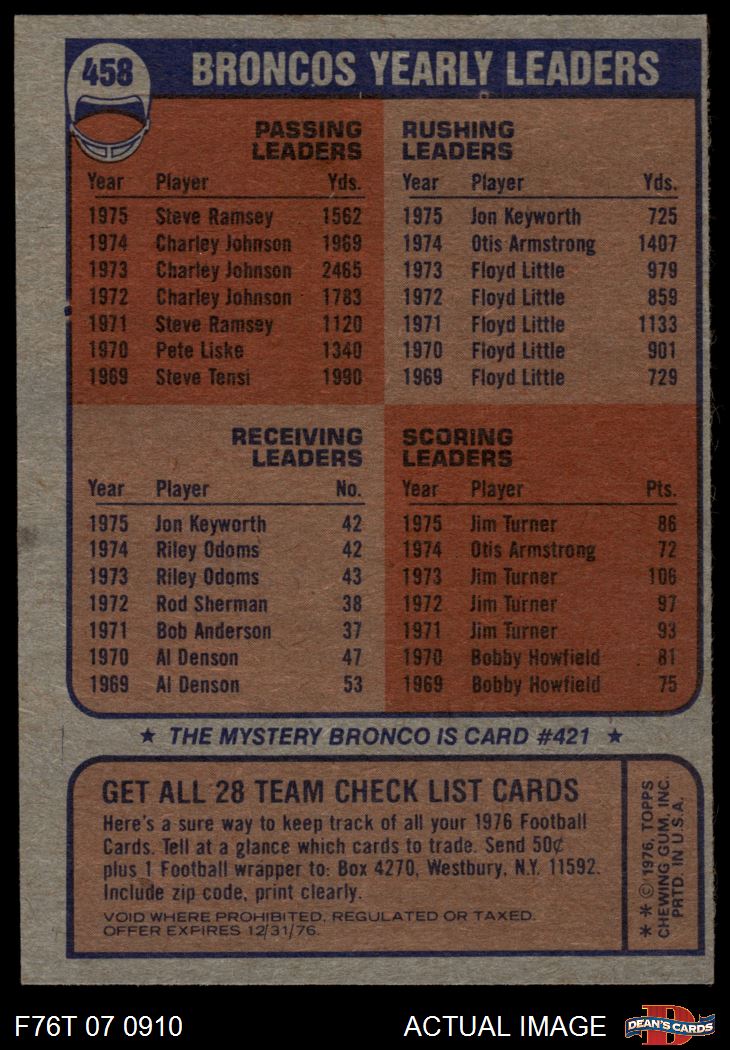 458
BRONCOS YEARLY LEADERS
PASSING
LEADERS
Year Player Yds.
1975 Steve Ramsey 1562
1974 Charley Johnson 1969
1973 Charley Johnson 2465
1972 Charley Johnson 1783
1971 Steve Ramsey 1120
1970 Pete Liske 1340
1969 Steve Tensi 1990
RUSHING
LEADERS
Year Player Yds.
1975 Jon Keyworth 725
1974 Otis Armstrong 1407
1973 Floyd Little 979
1972 Floyd Little 859
1971 Floyd Little 1133
1970 Floyd Little 901
1969 Floyd Little 729
RECEIVING
LEADERS
Year Player No.
1975 Jon Keyworth 42
1974 Riley Odoms 42
1973 Riley Odoms 43
1972 Rod Sherman 38
1971 Bob Anderson 37
1970 Al Denson 47
1969 Al Denson 53
SCORING
LEADERS
Year Player Pts.
1975 Jim Turner 86
1974 Otis Armstrong 72
1973 Jim Turner 106
1972 Jim Turner 97
1971 Jim Turner 93
1970 Bobby Howfield 81
1969 Bobby Howfield 75
★ THE MYSTERY BRONCO IS CARD #421 ★
GET ALL 28 TEAM CHECK LIST CARDS
Here's a sure way to keep track of all your 1976 Football
Cards. Tell at a glance which cards to trade. Send 50¢
plus 1 Football wrapper to: Box 4270, Westbury, N.Y. 11592.
Include zip code, print clearly.
VOID WHERE PROHIBITED, REGULATED OR TAXED.
OFFER EXPIRES 12/31/76.
★ ★ © 1976, TOPPS
CHEWING GUM, INC.
PRTD. IN U.S.A.
F76T 07 0910
ACTUAL IMAGE
D
DEAN'S CARDS